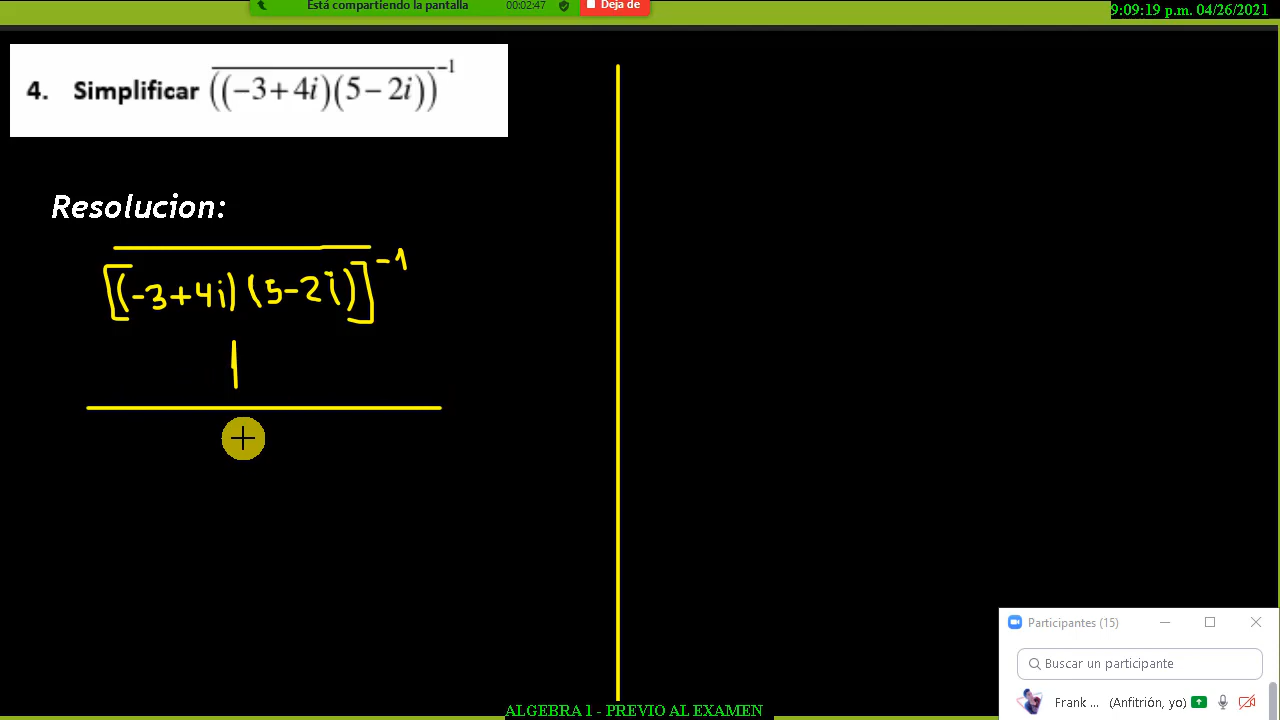 Está compartiendo la pantalla 00:02:47 Deja de
9:09:19 p.m. 04/26/2021
4. Simplificar \overline{((-3+4i)(5-2i))}^{-1}
Resolucion:
\overline{[(-3+4i)(5-2i)]}^{-1}
1
Participantes (15)
Buscar un participante
Frank ... (Anfitrión, yo)
ALGEBRA 1 - PREVIO AL EXAMEN